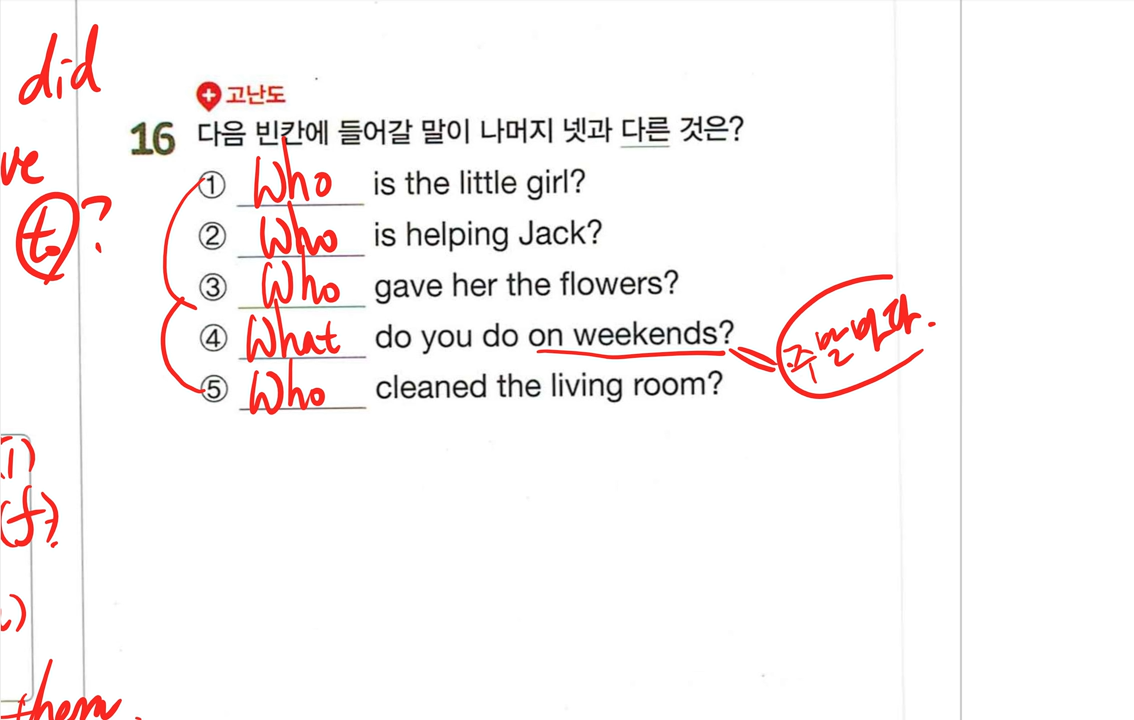 did
ve
to?
고난도
16 다음 빈칸에 들어갈 말이 나머지 넷과 다른 것은?
① Who is the little girl?
② Who is helping Jack?
③ Who gave her the flowers?
④ What do you do on weekends? 주말마다.
⑤ Who cleaned the living room?
(f)
them.